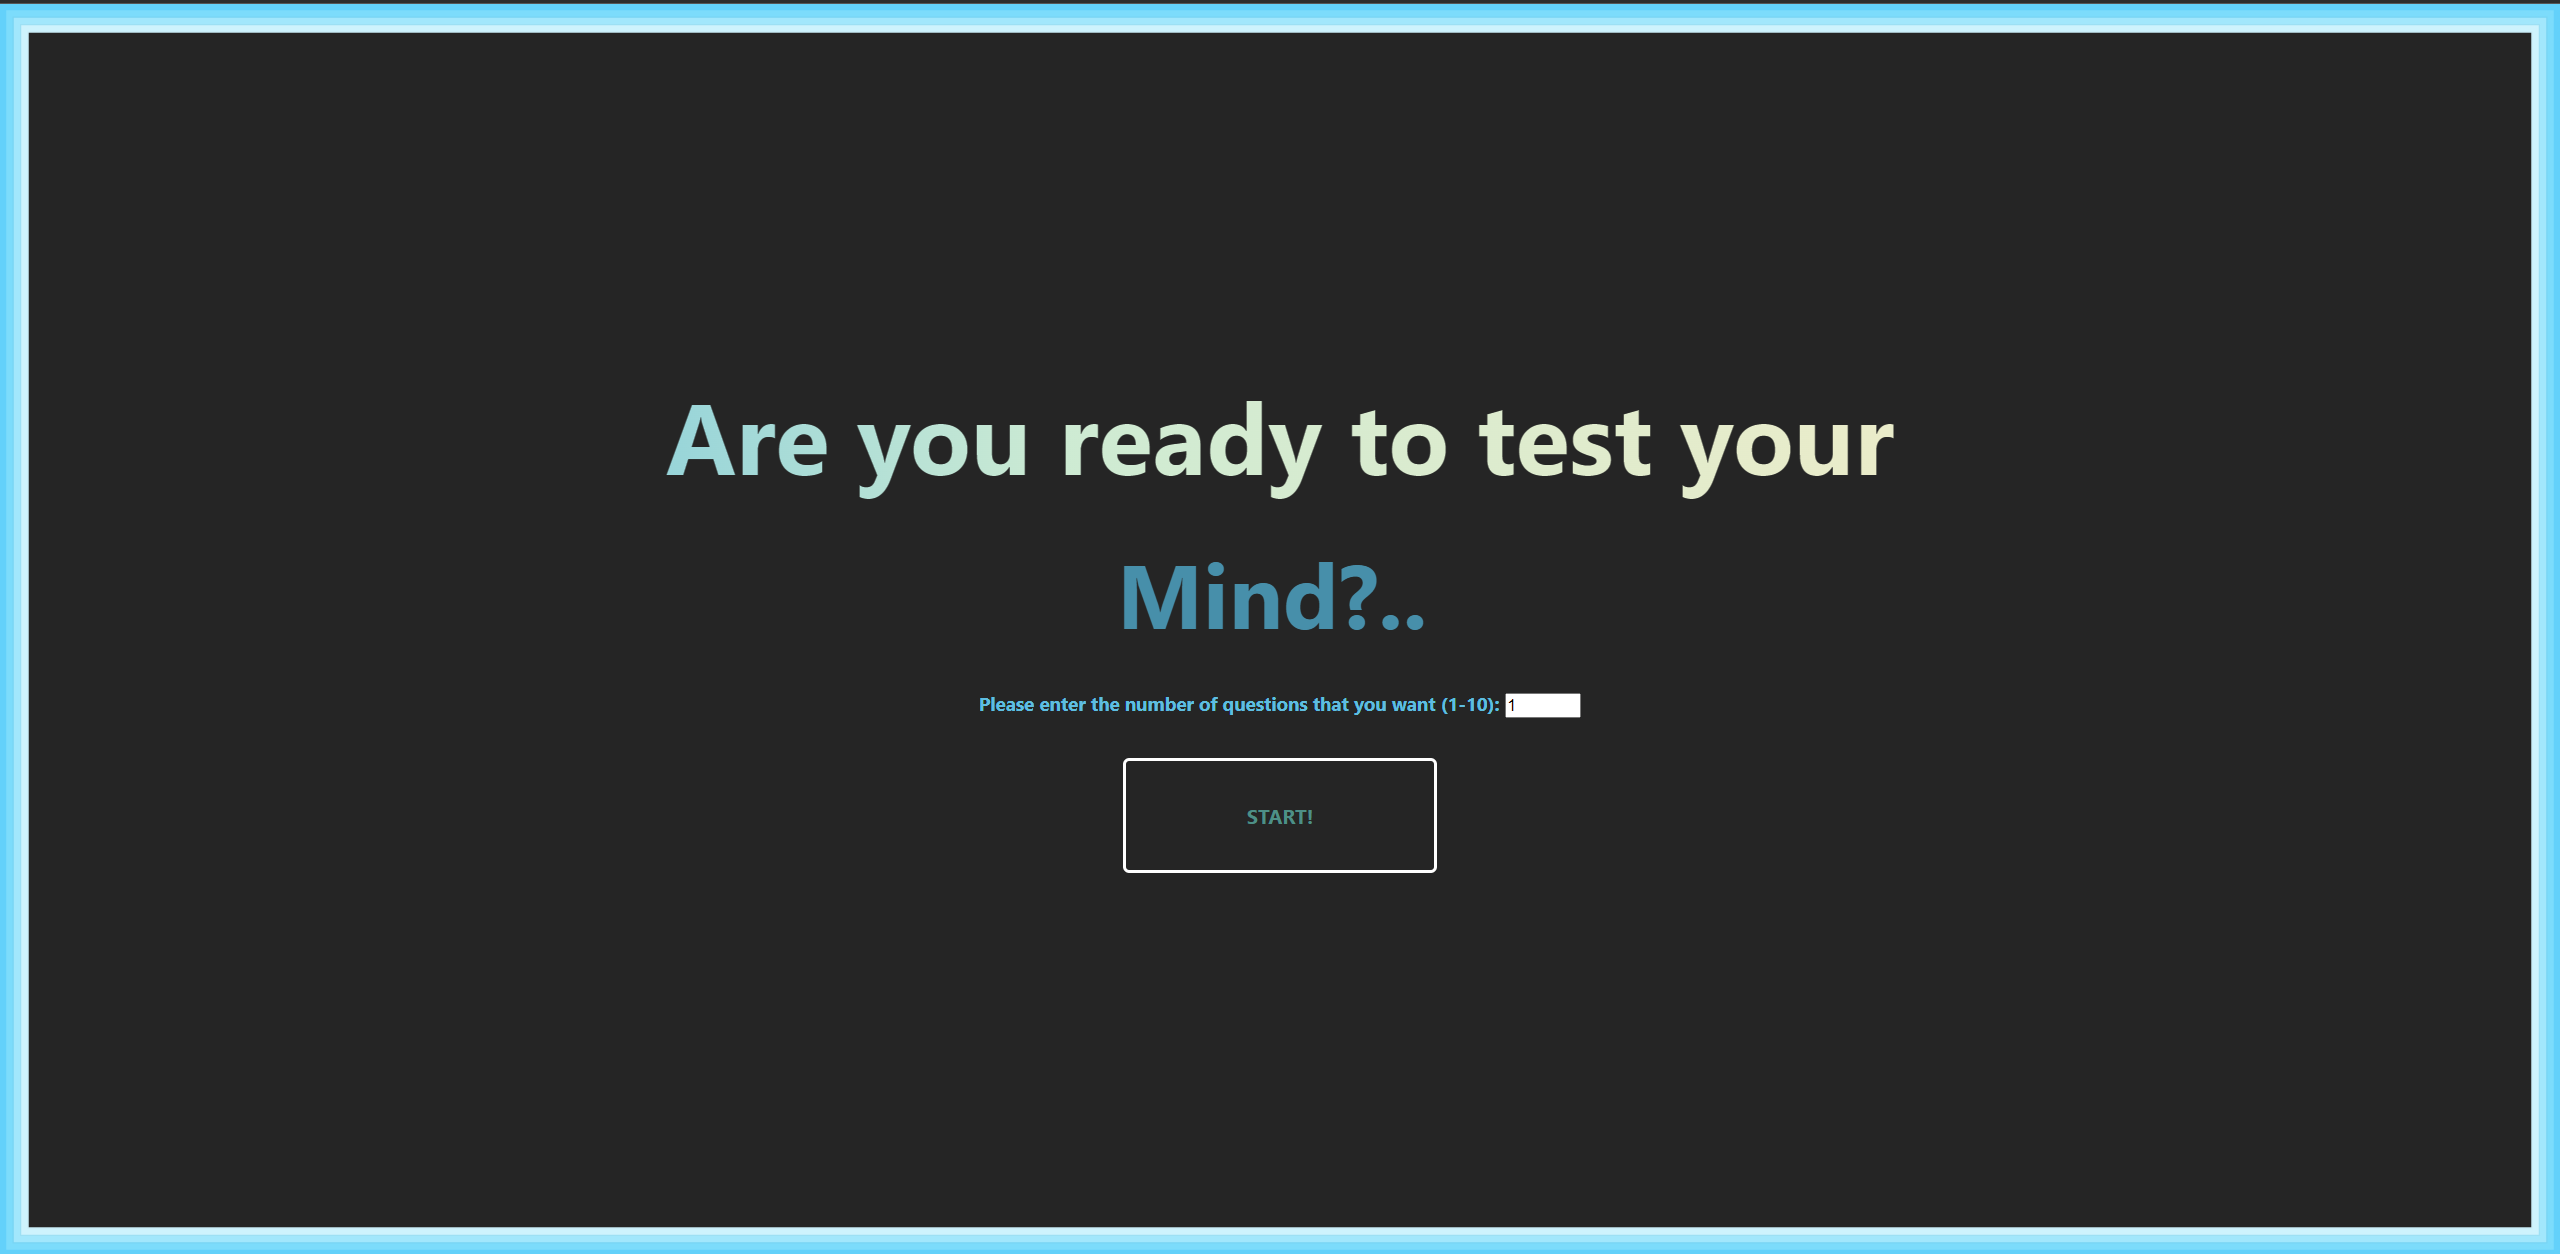 Are you ready to test your
Mind?..
Please enter the number of questions that you want (1-10): 1
START!